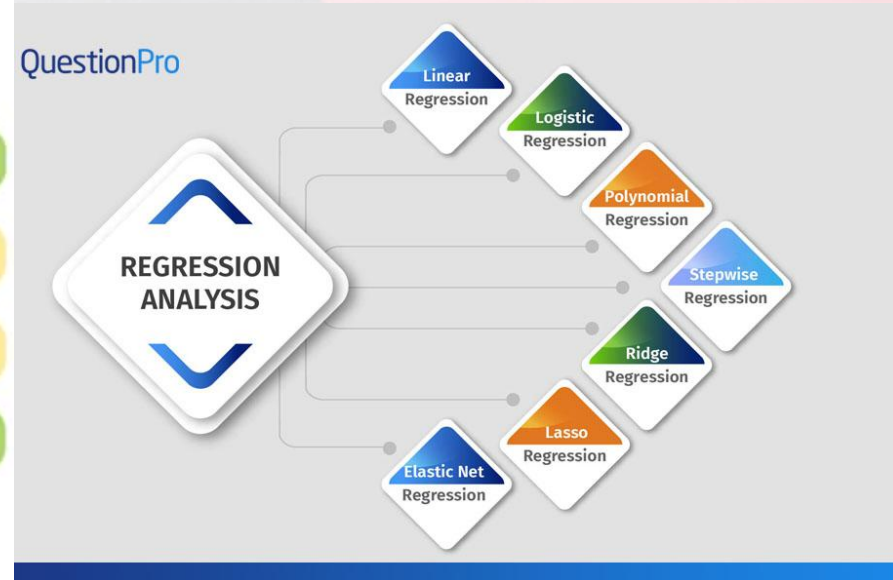 QuestionPro
REGRESSION
ANALYSIS
Linear
Regression
Logistic
Regression
Polynomial
Regression
Stepwise
Regression
Ridge
Regression
Lasso
Regression
Elastic Net
Regression